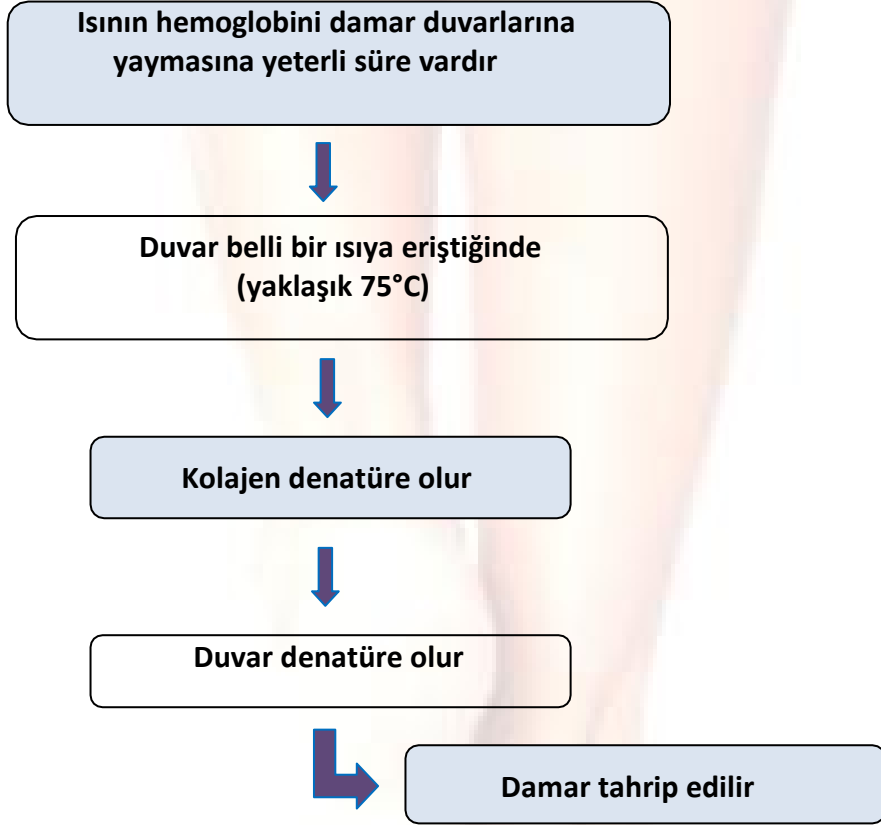 Isının hemoglobini damar duvarlarına
yaymasına yeterli süre vardır
Duvar belli bir ısıya eriştiğinde
(yaklaşık 75°C)
Kolajen denatüre olur
Duvar denatüre olur
Damar tahrip edilir